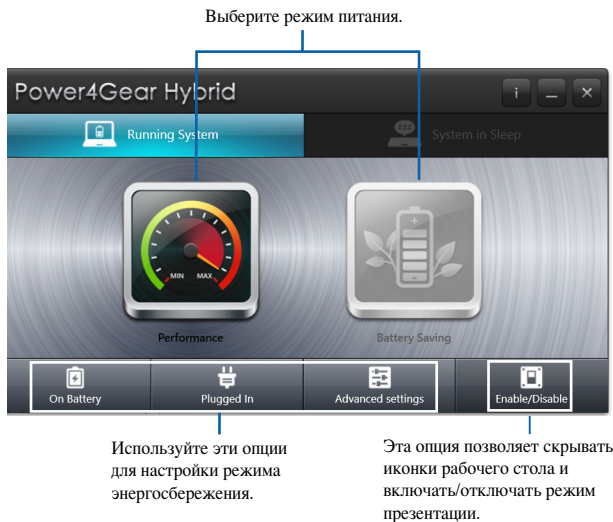 Выберите режим питания.
Power4Gear Hybrid
i
Running System
zzz
System in Sleep
MIN MAX
Performance
Battery Saving
On Battery
Plugged In
Advanced settings
Enable/Disable
Используйте эти опции
для настройки режима
энергосбережения.
Эта опция позволяет скрывать
иконки рабочего стола и
включать/отключать режим
презентации.